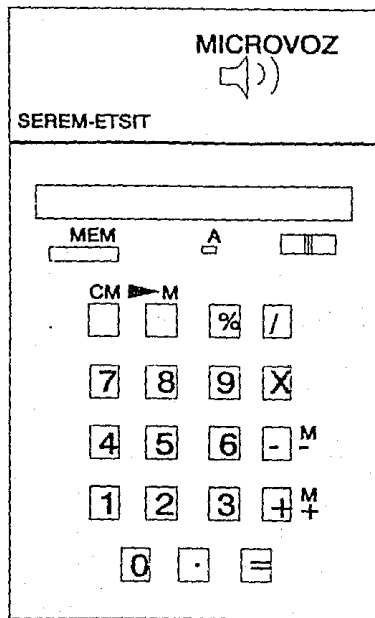 MICROVOZ
SEREM-ETSIT
MEM A
CM M
% /
7 8 9 X
4 5 6 - M -
1 2 3 + M +
0 . =